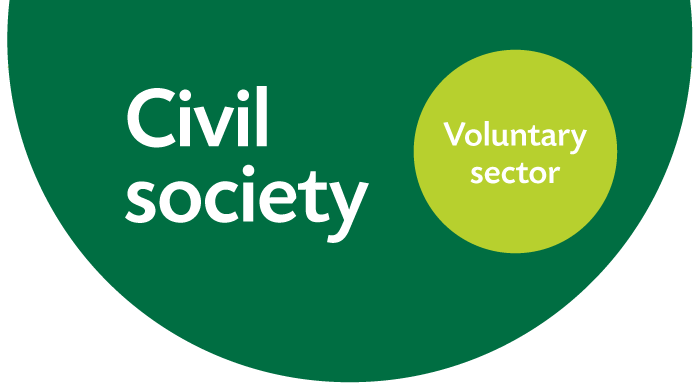 Civil
society
Voluntary
sector